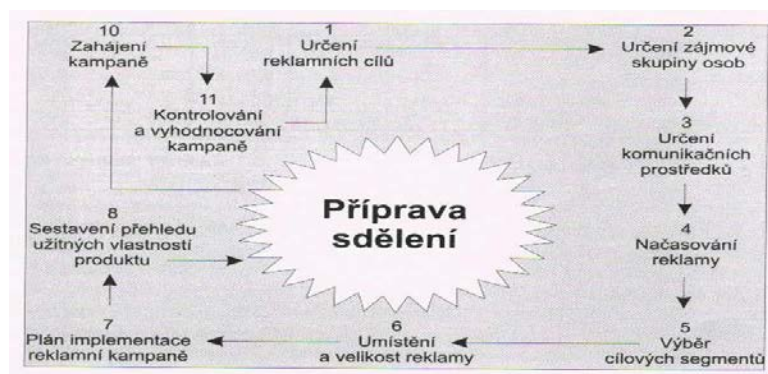 10
Zahájení
kampaně
11
Kontrolování
a vyhodnocování
kampaně
1
Určení
reklamních cílů
2
Určení zájmové
skupiny osob
3
Určení
komunikačních
prostředků
4
Načasování
reklamy
5
Výběr
cílových segmentů
6
Umístění
a velikost reklamy
7
Plán implementace
reklamní kampaně
8
Sestavení přehledu
užitných vlastností
produktu
Příprava
sdělení